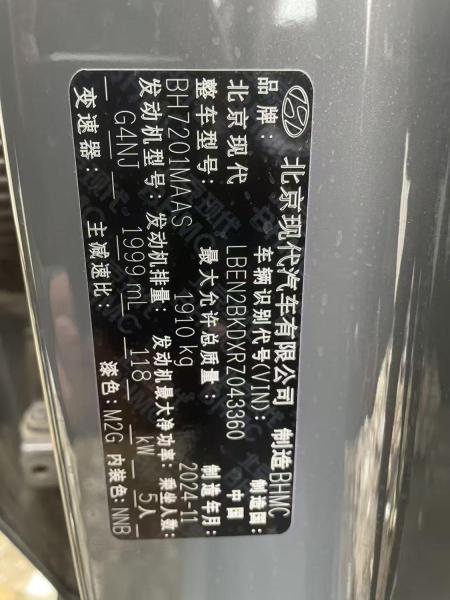 北京现代汽车有限公司 制造 BHMC
品牌: 车辆识别代号(VIN): 制造国:
北京现代 LBEN2BKDXRZ043360 中国
整车型号: 最大允许总质量: 制造年月:
BH7201MAAS 1910 kg 2024-11
发动机型号: 发动机排量: 发动机最大净功率: 乘坐人数:
G4NJ 1999 mL 118 kW 5人
变速器: 主减速比: 漆色: M2G 内装色: NNB